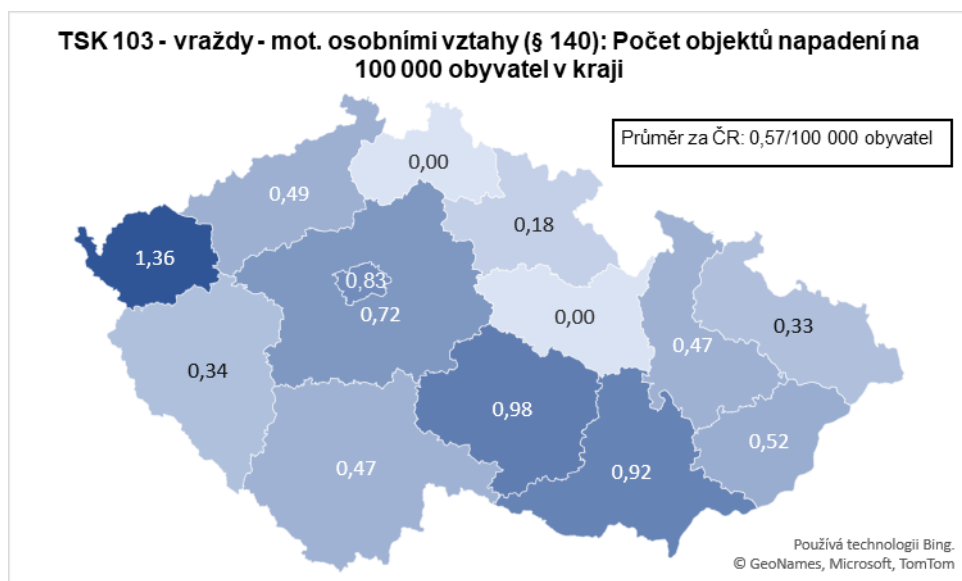 TSK 103 - vraždy - mot. osobními vztahy (§ 140): Počet objektů napadení na
100 000 obyvatel v kraji
Průměr za ČR: 0,57/100 000 obyvatel
0,00
0,49
0,18
1,36
0,83
0,72
0,00
0,33
0,47
0,34
0,98
0,52
0,47
0,92
Používá technologii Bing.
© GeoNames, Microsoft, TomTom